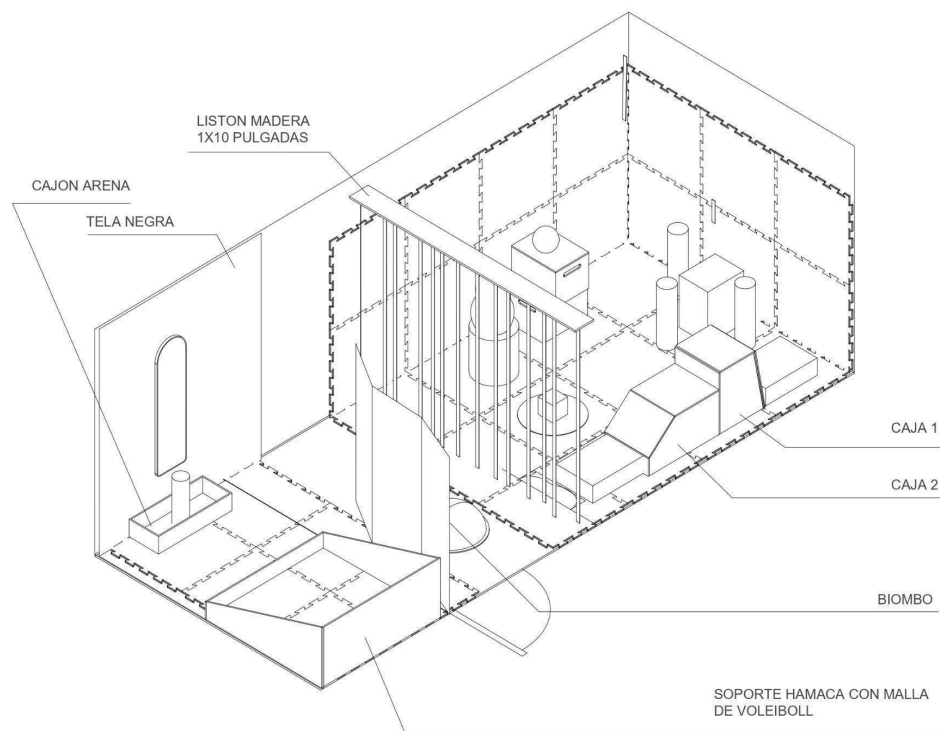 LISTON MADERA
1X10 PULGADAS
CAJON ARENA
TELA NEGRA
CAJA 1
CAJA 2
BIOMBO
SOPORTE HAMACA CON MALLA
DE VOLEIBOLL